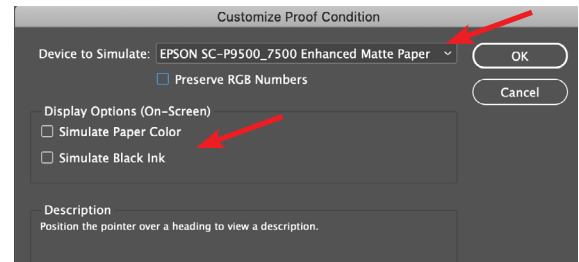 Customize Proof Condition
Device to Simulate: EPSON SC-P9500_7500 Enhanced Matte Paper
OK
Preserve RGB Numbers
Cancel
Display Options (On-Screen)
Simulate Paper Color
Simulate Black Ink
Description
Position the pointer over a heading to view a description.